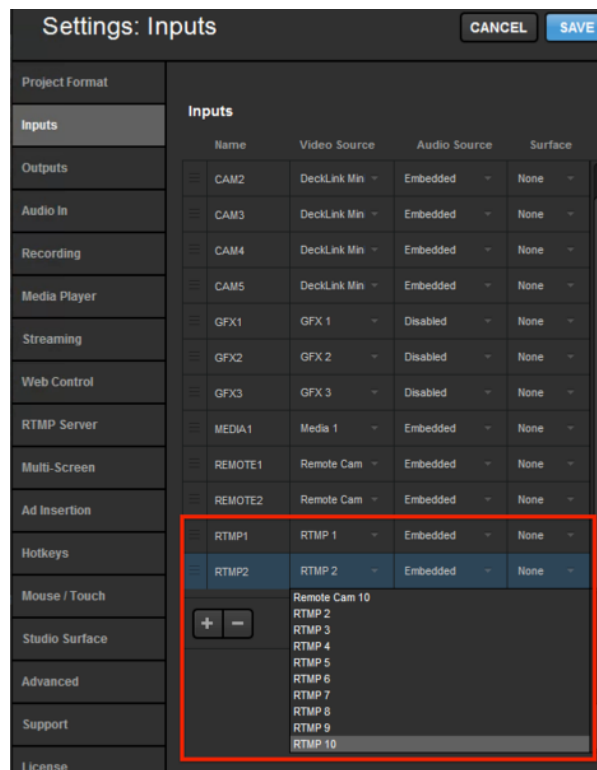 Settings: Inputs
CANCEL
SAVE
Project Format
Inputs
Outputs
Audio In
Recording
Media Player
Streaming
Web Control
RTMP Server
Multi-Screen
Ad Insertion
Hotkeys
Mouse / Touch
Studio Surface
Advanced
Support
License
Inputs
Name Video Source Audio Source Surface
CAM2 DeckLink Min Embedded None
CAM3 DeckLink Min Embedded None
CAM4 DeckLink Min Embedded None
CAM5 DeckLink Min Embedded None
GFX1 GFX 1 Disabled None
GFX2 GFX 2 Disabled None
GFX3 GFX 3 Disabled None
MEDIA1 Media 1 Embedded None
REMOTE1 Remote Cam Embedded None
REMOTE2 Remote Cam Embedded None
RTMP1 RTMP 1 Embedded None
RTMP2 RTMP 2 Embedded None
Remote Cam 10
RTMP 2
RTMP 3
RTMP 4
RTMP 5
RTMP 6
RTMP 7
RTMP 8
RTMP 9
RTMP 10